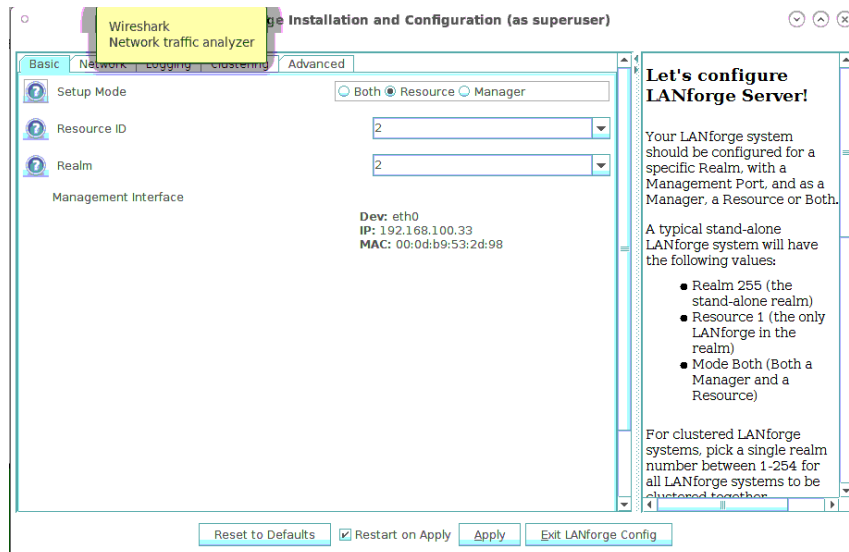 ge Installation and Configuration (as superuser)
Wireshark
Network traffic analyzer
Basic Network Logging Clustering Advanced
Setup Mode
Both Resource Manager
Resource ID
2
Realm
2
Management Interface
Dev: eth0
IP: 192.168.100.33
MAC: 00:0d:b9:53:2d:98
Let's configure
LANforge Server!
Your LANforge system
should be configured for a
specific Realm, with a
Management Port, and as a
Manager, a Resource or Both.
A typical stand-alone
LANforge system will have
the following values:
Realm 255 (the
stand-alone realm)
Resource 1 (the only
LANforge in the
realm)
Mode Both (Both a
Manager and a
Resource)
For clustered LANforge
systems, pick a single realm
number between 1-254 for
all LANforge systems to be
clustered together
Reset to Defaults Restart on Apply Apply Exit LANforge Config